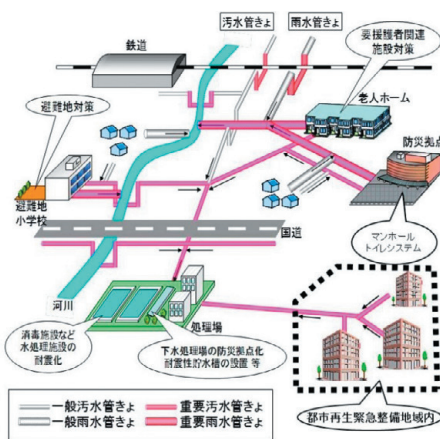 汚水管きょ
雨水管きょ
鉄道
要援護者関連
施設対策
避難地対策
老人ホーム
防災拠点
避難地
小学校
国道
マンホール
トイレシステム
河川
処理場
消毒施設など
水処理施設の
耐震化
下水処理場の防災拠点化
耐震性貯水槽の設置 等
一般汚水管きょ
重要汚水管きょ
一般雨水管きょ
重要雨水管きょ
都市再生緊急整備地域内